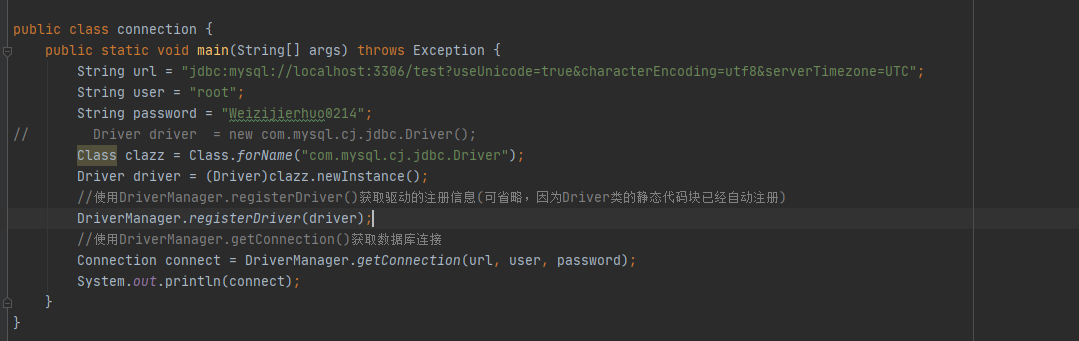 public class connection {
    public static void main(String[] args) throws Exception {
        String url = "jdbc:mysql://localhost:3306/test?useUnicode=true&characterEncoding=utf8&serverTimezone=UTC";
        String user = "root";
        String password = "Weizijierhuo0214";
//        Driver driver  = new com.mysql.cj.jdbc.Driver();
        Class clazz = Class.forName("com.mysql.cj.jdbc.Driver");
        Driver driver = (Driver)clazz.newInstance();
        //使用DriverManager.registerDriver()获取驱动的注册信息(可省略，因为Driver类的静态代码块已经自动注册)
        DriverManager.registerDriver(driver);
        //使用DriverManager.getConnection()获取数据库连接
        Connection connect = DriverManager.getConnection(url, user, password);
        System.out.println(connect);
    }
}